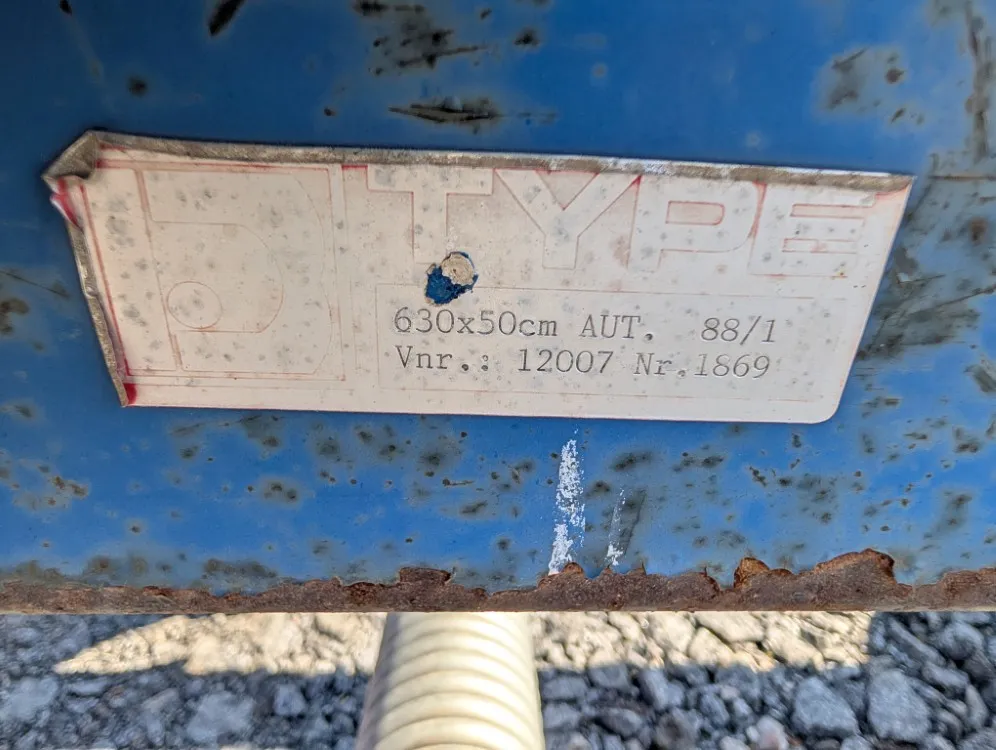 TYPE
630x50cm AUT. 88/1
Vnr.: 12007 Nr.1869